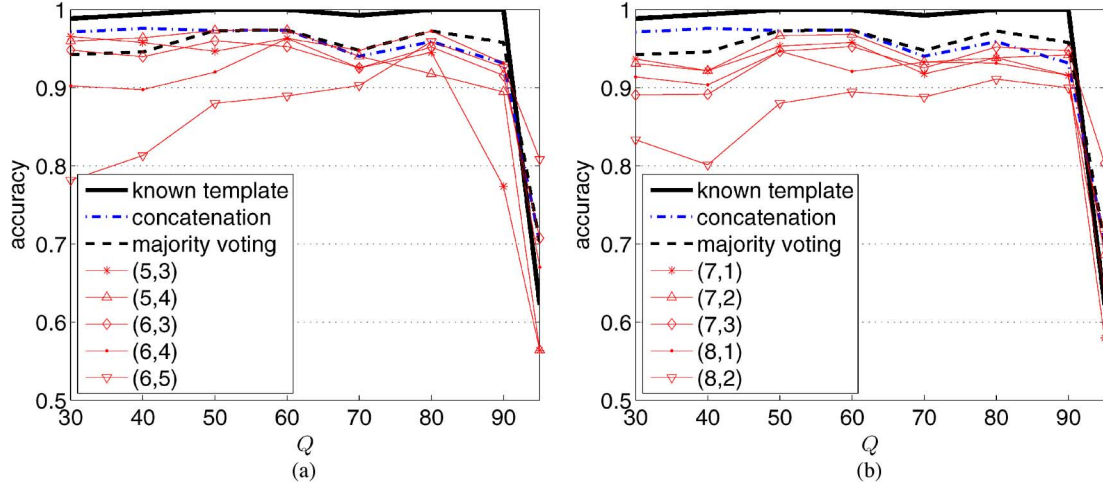 1
0.9
0.8
0.7
0.6
0.5
accuracy
known template
concatenation
majority voting
(5,3)
(5,4)
(6,3)
(6,4)
(6,5)
30 40 50 60 70 80 90
Q
(a)
1
0.9
0.8
0.7
0.6
0.5
accuracy
known template
concatenation
majority voting
(7,1)
(7,2)
(7,3)
(8,1)
(8,2)
30 40 50 60 70 80 90
Q
(b)